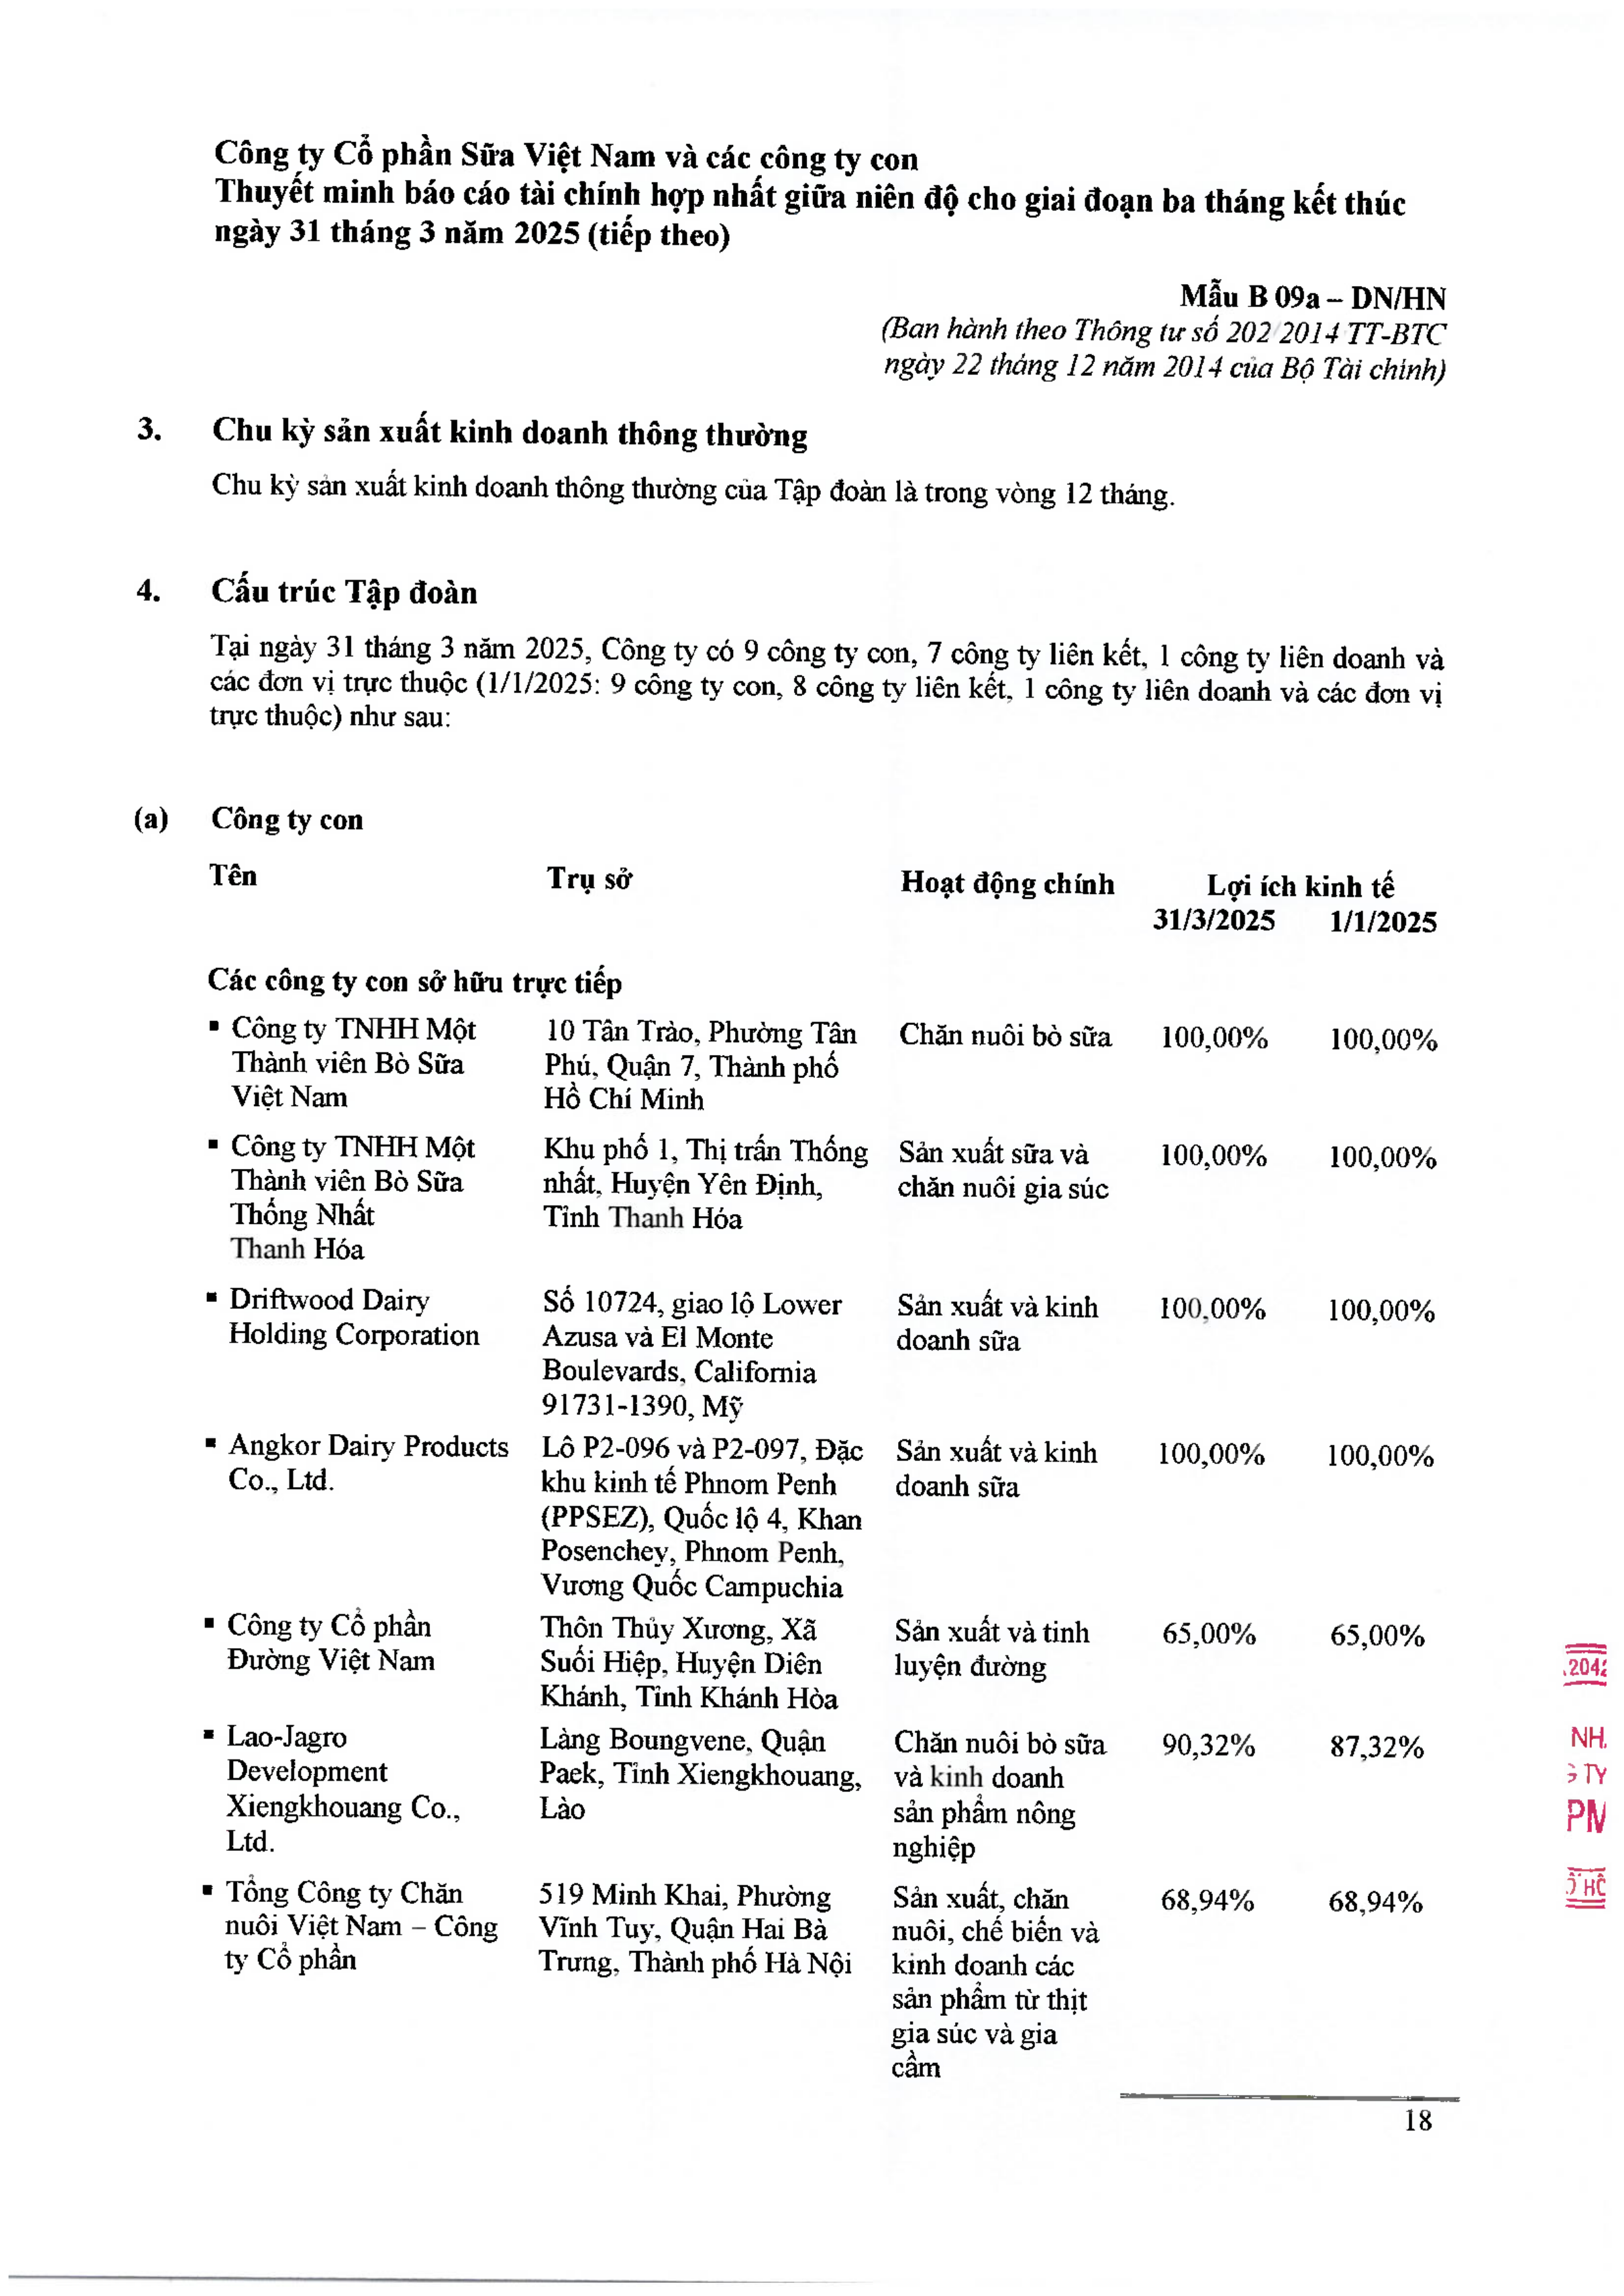 Công ty Cổ phần Sữa Việt Nam và các công ty con
Thuyết minh báo cáo tài chính hợp nhất giữa niên độ cho giai đoạn ba tháng kết thúc
ngày 31 tháng 3 năm 2025 (tiếp theo)
Mẫu B 09a – DN/HN
(Ban hành theo Thông tư số 202/2014/TT-BTC
ngày 22 tháng 12 năm 2014 của Bộ Tài chính)
3. Chu kỳ sản xuất kinh doanh thông thường
Chu kỳ sản xuất kinh doanh thông thường của Tập đoàn là trong vòng 12 tháng.
4. Cấu trúc Tập đoàn
Tại ngày 31 tháng 3 năm 2025, Công ty có 9 công ty con, 7 công ty liên kết, 1 công ty liên doanh và
các đơn vị trực thuộc (1/1/2025: 9 công ty con, 8 công ty liên kết, 1 công ty liên doanh và các đơn vị
trực thuộc) như sau:
(a) Công ty con
Tên Trụ sở Hoạt động chính Lợi ích kinh tế
31/3/2025 1/1/2025
Các công ty con sở hữu trực tiếp
▪ Công ty TNHH Một 10 Tân Trào, Phường Tân Chăn nuôi bò sữa 100,00% 100,00%
Thành viên Bò Sữa Phú, Quận 7, Thành phố
Việt Nam Hồ Chí Minh
▪ Công ty TNHH Một Khu phố 1, Thị trấn Thống Sản xuất sữa và 100,00% 100,00%
Thành viên Bò Sữa nhất, Huyện Yên Định, chăn nuôi gia súc
Thống Nhất Tỉnh Thanh Hóa
Thanh Hóa
▪ Driftwood Dairy Số 10724, giao lộ Lower Sản xuất và kinh 100,00% 100,00%
Holding Corporation Azusa và El Monte doanh sữa
Boulevards, California
91731-1390, Mỹ
▪ Angkor Dairy Products Lô P2-096 và P2-097, Đặc Sản xuất và kinh 100,00% 100,00%
Co., Ltd. khu kinh tế Phnom Penh doanh sữa
(PPSEZ), Quốc lộ 4, Khan
Posenchey, Phnom Penh,
Vương Quốc Campuchia
▪ Công ty Cổ phần Thôn Thủy Xương, Xã Sản xuất và tinh 65,00% 65,00%
Đường Việt Nam Suối Hiệp, Huyện Diên luyện đường
Khánh, Tỉnh Khánh Hòa
▪ Lao-Jagro Làng Boungvene, Quận Chăn nuôi bò sữa 90,32% 87,32%
Development Paek, Tỉnh Xiengkhouang, và kinh doanh
Xiengkhouang Co., Lào sản phẩm nông
Ltd. nghiệp
▪ Tổng Công ty Chăn 519 Minh Khai, Phường Sản xuất, chăn 68,94% 68,94%
nuôi Việt Nam – Công Vĩnh Tuy, Quận Hai Bà nuôi, chế biến và
ty Cổ phần Trưng, Thành phố Hà Nội kinh doanh các
sản phẩm từ thịt
gia súc và gia
cầm
18